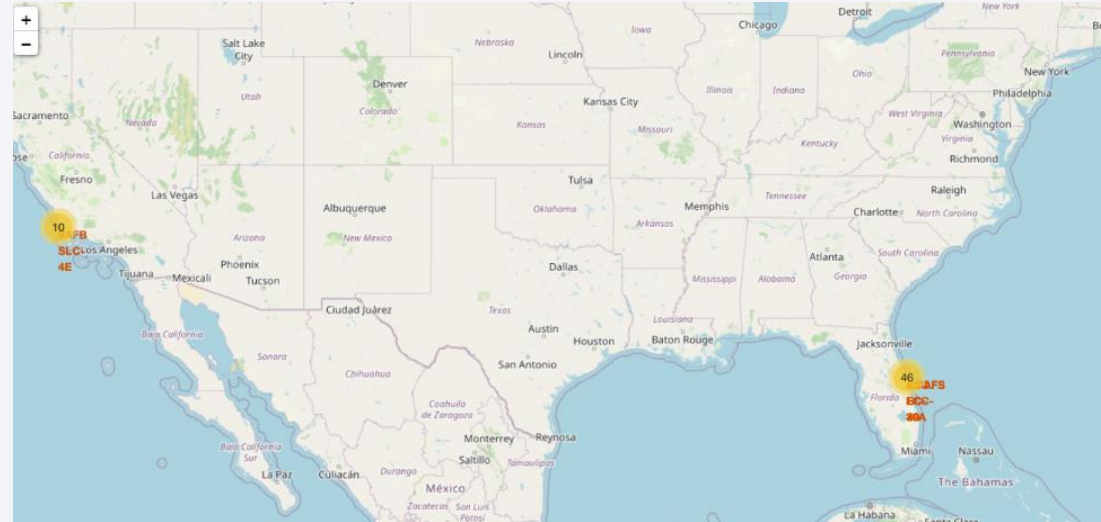 +
−
Detroit
New York
Chicago
Salt Lake
City
Nebraska
Iowa
Lincoln
Pennsylvania
New York
Denver
Ohio
Utah
Illinois
Indiana
Philadelphia
Sacramento
Nevada
Colorado
Kansas City
West Virginia
Washington
Kansas
Missouri
Virginia
Kentucky
Richmond
California
Fresno
Las Vegas
Tulsa
Raleigh
Albuquerque
Oklahoma
Memphis
Tennessee
Charlotte
North Carolina
10
Arizona
New Mexico
Arkansas
Los Angeles
SLC-
4E
Phoenix
Atlanta
South Carolina
Tijuana
Mexicali
Tucson
Dallas
Mississippi
Alabama
Georgia
Ciudad Juárez
Texas
Louisiana
Austin
Houston
Baton Rouge
Jacksonville
Baja California
Sonora
San Antonio
Chihuahua
46
Florida
Coahuila
de Zaragoza
Monterrey
Reynosa
Miami
Nassau
Baja California
Sur
Saltillo
Tamaulipas
La Paz
Culiacán
Durango
México
The Bahamas
Zacatecas
San Luis
Potosí
La Habana
Santa Clara